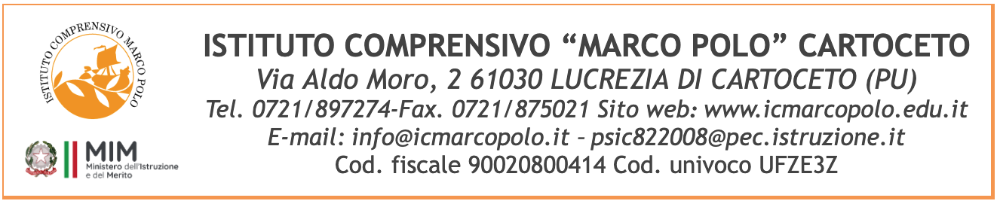 ISTITUTO COMPRENSIVO MARCO POLO
ISTITUTO COMPRENSIVO “MARCO POLO” CARTOCETO
Via Aldo Moro, 2 61030 LUCREZIA DI CARTOCETO (PU)
Tel. 0721/897274-Fax. 0721/875021 Sito web: www.icmarcopolo.edu.it
E-mail: info@icmarcopolo.it – psic822008@pec.istruzione.it
Cod. fiscale 90020800414 Cod. univoco UFZE3Z
MIM
Ministero dell'Istruzione
e del Merito